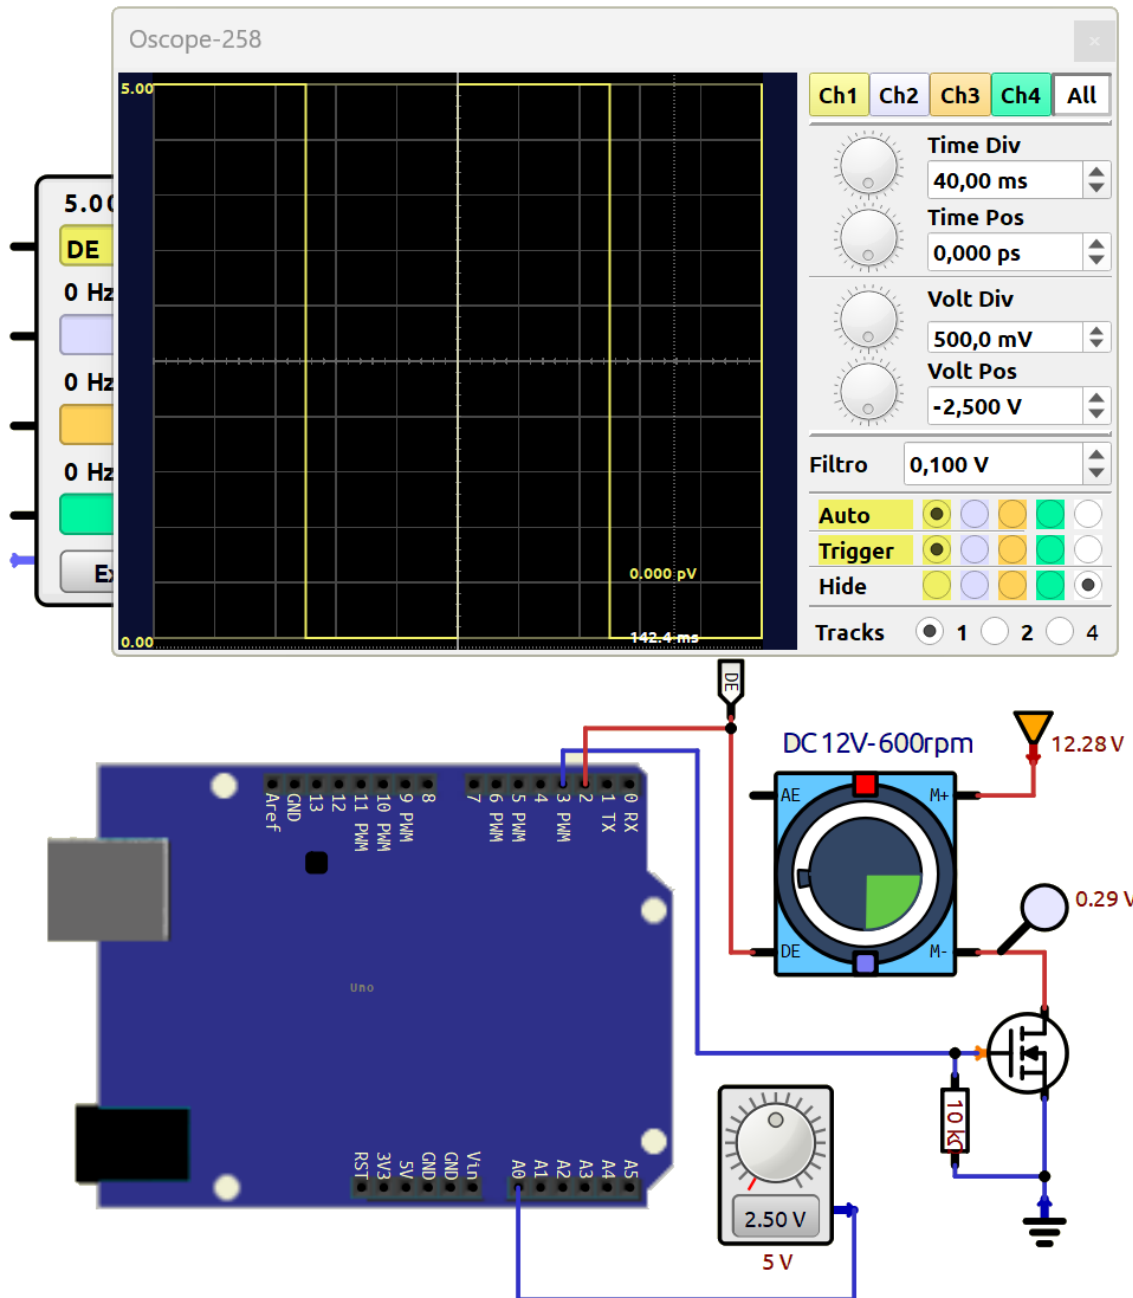 Oscope-258
5.00
0.00
0.000 pV
142.4 ms
Ch1 Ch2 Ch3 Ch4 All
Time Div
40,00 ms
Time Pos
0,000 ps
Volt Div
500,0 mV
Volt Pos
-2,500 V
Filtro 0,100 V
Auto
Trigger
Hide
Tracks 1 2 4
5.00
DE
0 Hz
0 Hz
0 Hz
Ex
DE
DC 12V-600rpm
12.28 V
AE M+
DE M-
0.29 V
Aref
GND
13
12
11 PWM
10 PWM
9 PWM
8
7
6 PWM
5 PWM
4
3 PWM
2
1 TX
0 RX
Uno
RST
3V3
5V
GND
GND
Vin
A0
A1
A2
A3
A4
A5
10 kΩ
2.50 V
5 V